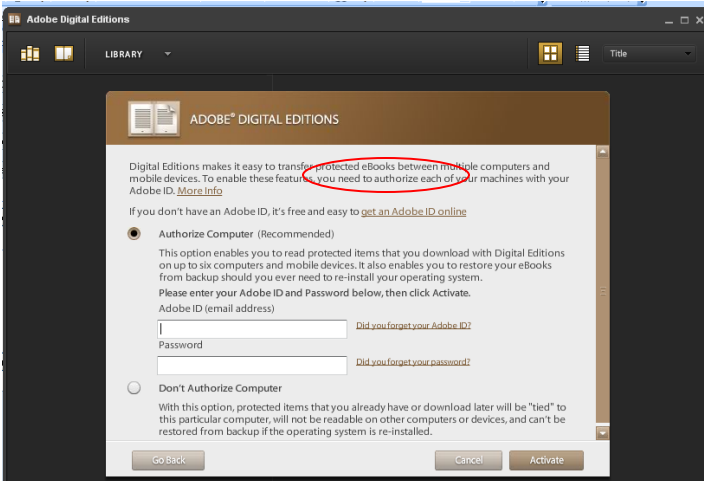 Adobe Digital Editions
LIBRARY
Title
ADOBE® DIGITAL EDITIONS
Digital Editions makes it easy to transfer protected eBooks between multiple computers and
mobile devices. To enable these features, you need to authorize each of your machines with your
Adobe ID. More Info
If you don't have an Adobe ID, it's free and easy to get an Adobe ID online
Authorize Computer (Recommended)
This option enables you to read protected items that you download with Digital Editions
on up to six computers and mobile devices. It also enables you to restore your eBooks
from backup should you ever need to re-install your operating system.
Please enter your Adobe ID and Password below, then click Activate.
Adobe ID (email address)
Did you forget your Adobe ID?
Password
Did you forget your password?
Don't Authorize Computer
With this option, protected items that you already have or download later will be "tied" to
this particular computer, will not be readable on other computers or devices, and can't be
restored from backup if the operating system is re-installed.
Go Back
Cancel
Activate